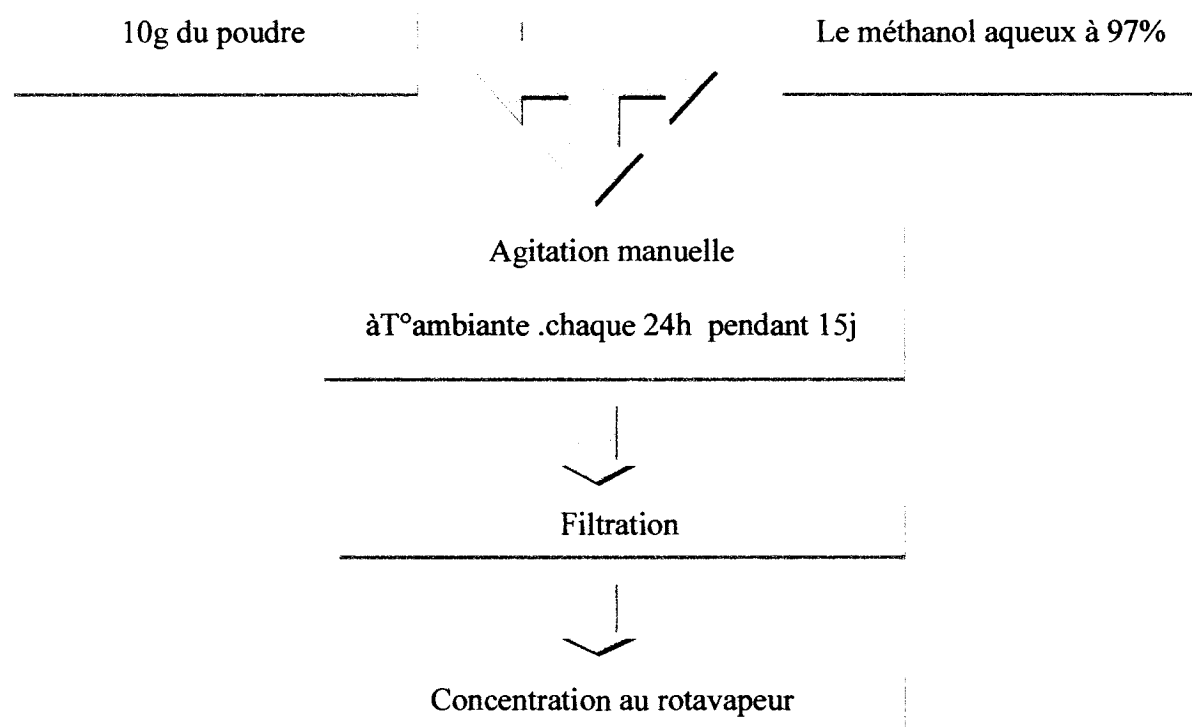 10g du poudre
Le méthanol aqueux à 97%
Agitation manuelle
àT°ambiante .chaque 24h pendant 15j
Filtration
Concentration au rotavapeur